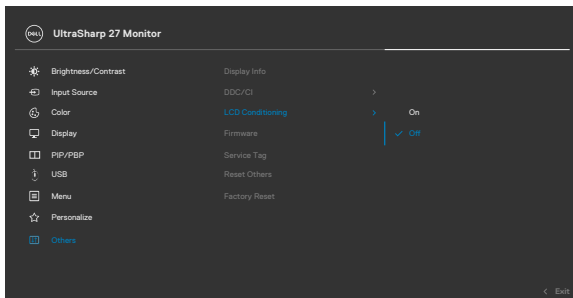 DELL UltraSharp 27 Monitor
Brightness/Contrast
Input Source
Color
Display
PIP/PBP
USB
Menu
Personalize
Others
Display Info
DDC/CI
LCD Conditioning
Firmware
Service Tag
Reset Others
Factory Reset
On
Off
Exit